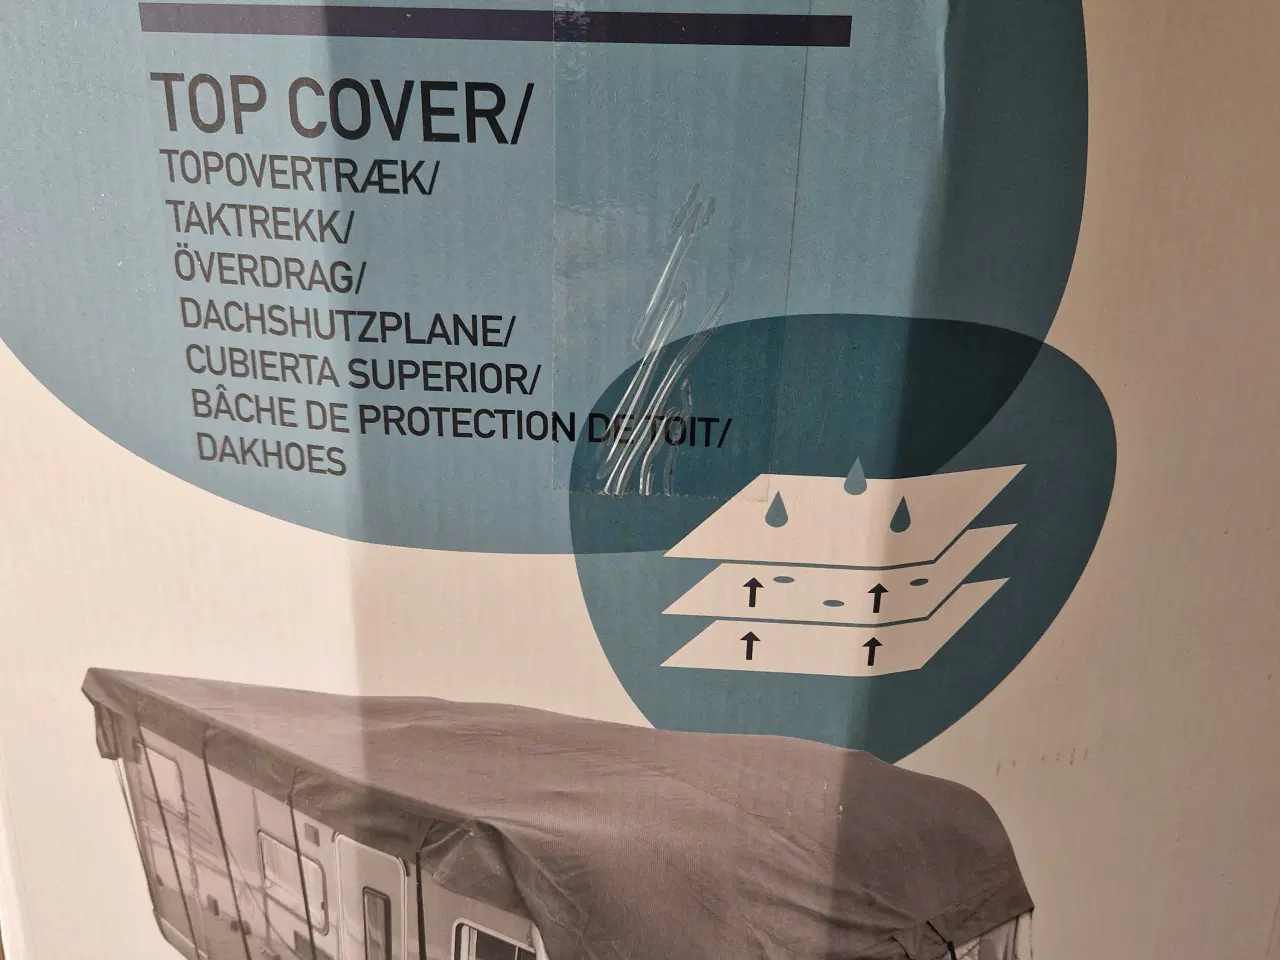 TOP COVER/
TOPOVERTRÆK/
TAKTREKK/
ÖVERDRAG/
DACHSHUTZPLANE/
CUBIERTA SUPERIOR/
BÂCHE DE PROTECTION DE TOIT/
DAKHOES